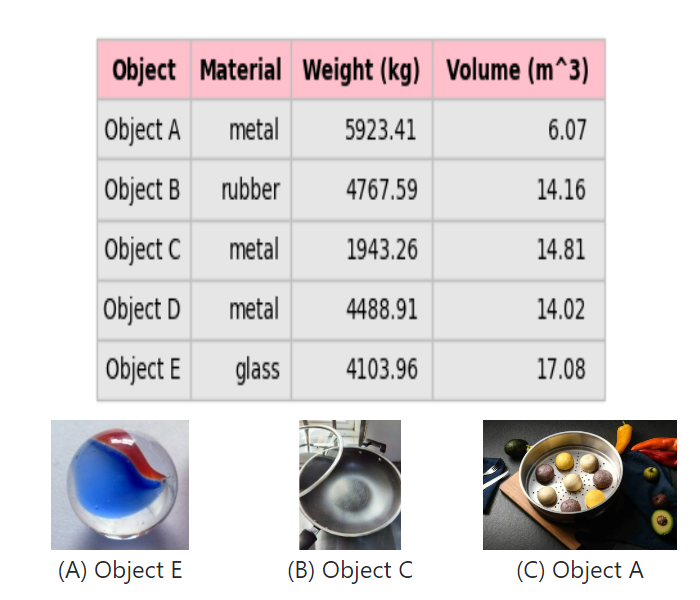 Object Material Weight (kg) Volume (m^3)
Object A metal 5923.41 6.07
Object B rubber 4767.59 14.16
Object C metal 1943.26 14.81
Object D metal 4488.91 14.02
Object E glass 4103.96 17.08
(A) Object E (B) Object C (C) Object A